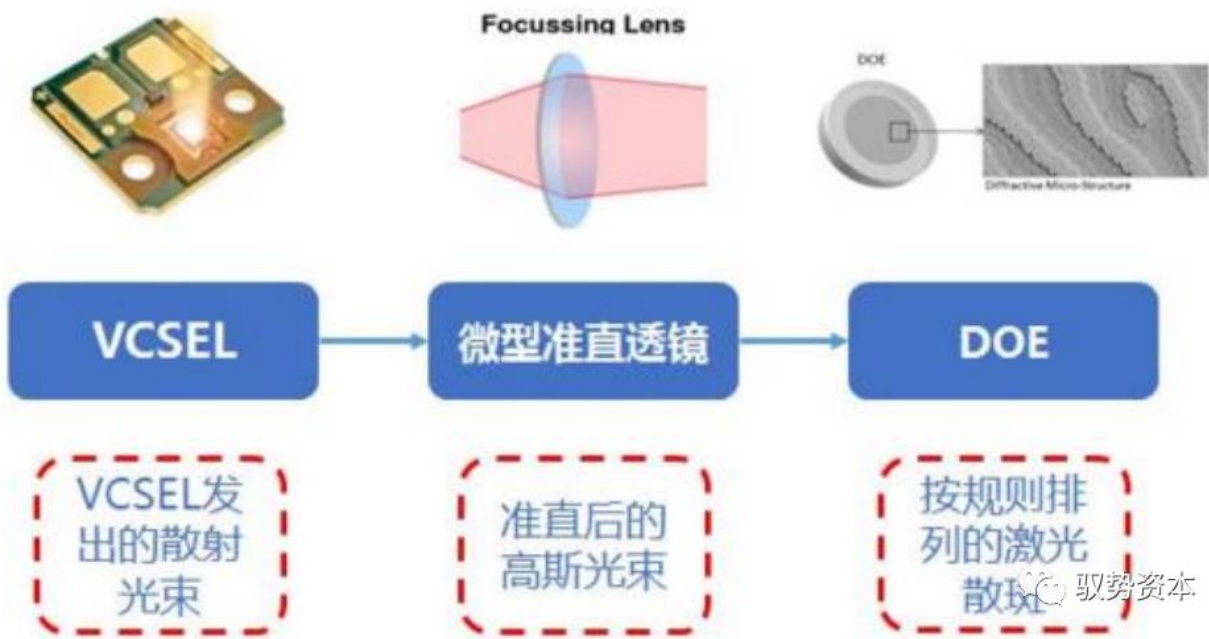 Focussing Lens
DOE
Diffractive Micro-Structure
VCSEL
微型准直透镜
DOE
VCSEL发
出的散射
光束
准直后的
高斯光束
按规则排
列的激光
散斑
驭势资本